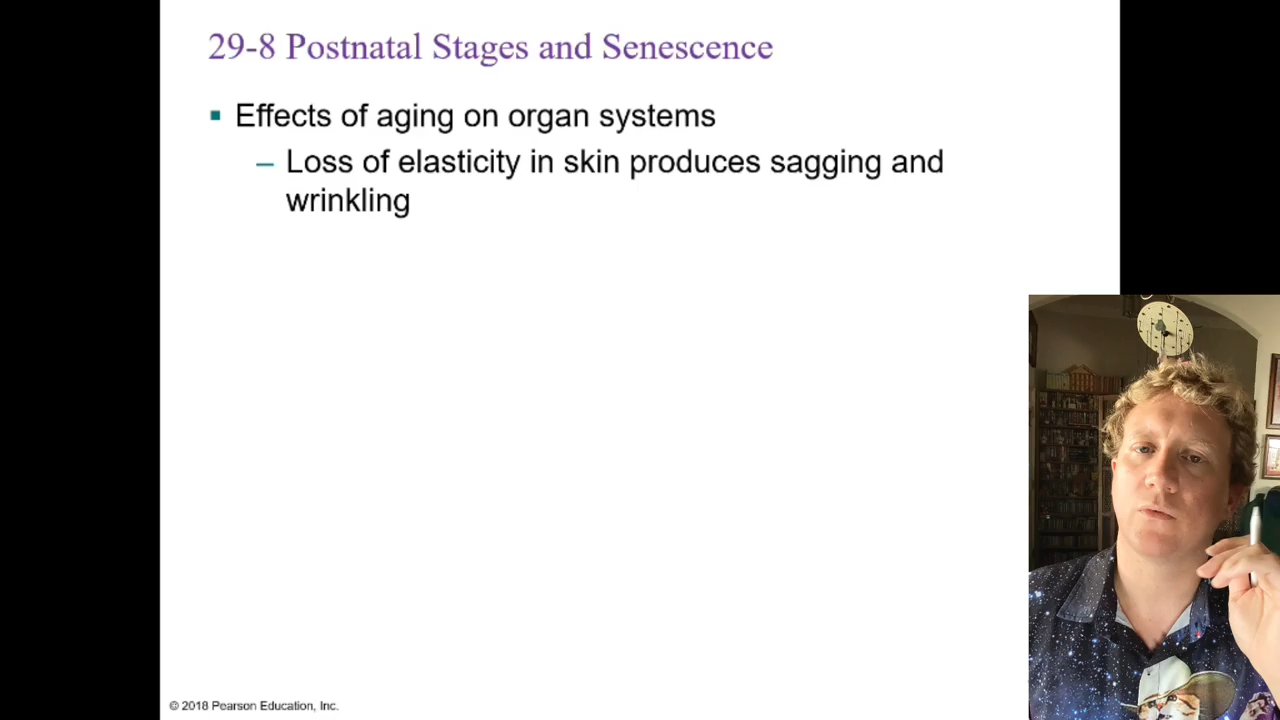 29-8 Postnatal Stages and Senescence
▪ Effects of aging on organ systems
– Loss of elasticity in skin produces sagging and
wrinkling
© 2018 Pearson Education, Inc.